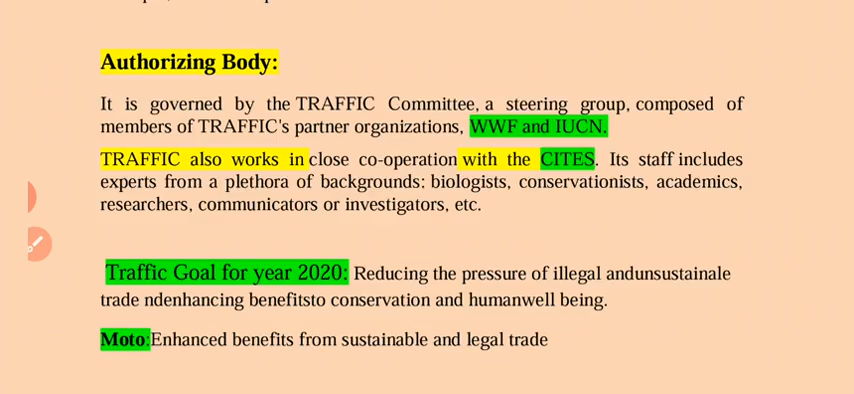 Authorizing Body:
It is governed by the TRAFFIC Committee, a steering group, composed of
members of TRAFFIC's partner organizations, WWF and IUCN.
TRAFFIC also works in close co-operation with the CITES. Its staff includes
experts from a plethora of backgrounds: biologists, conservationists, academics,
researchers, communicators or investigators, etc.
Traffic Goal for year 2020: Reducing the pressure of illegal andunsustainale
trade ndenhancing benefitsto conservation and humanwell being.
Moto:Enhanced benefits from sustainable and legal trade